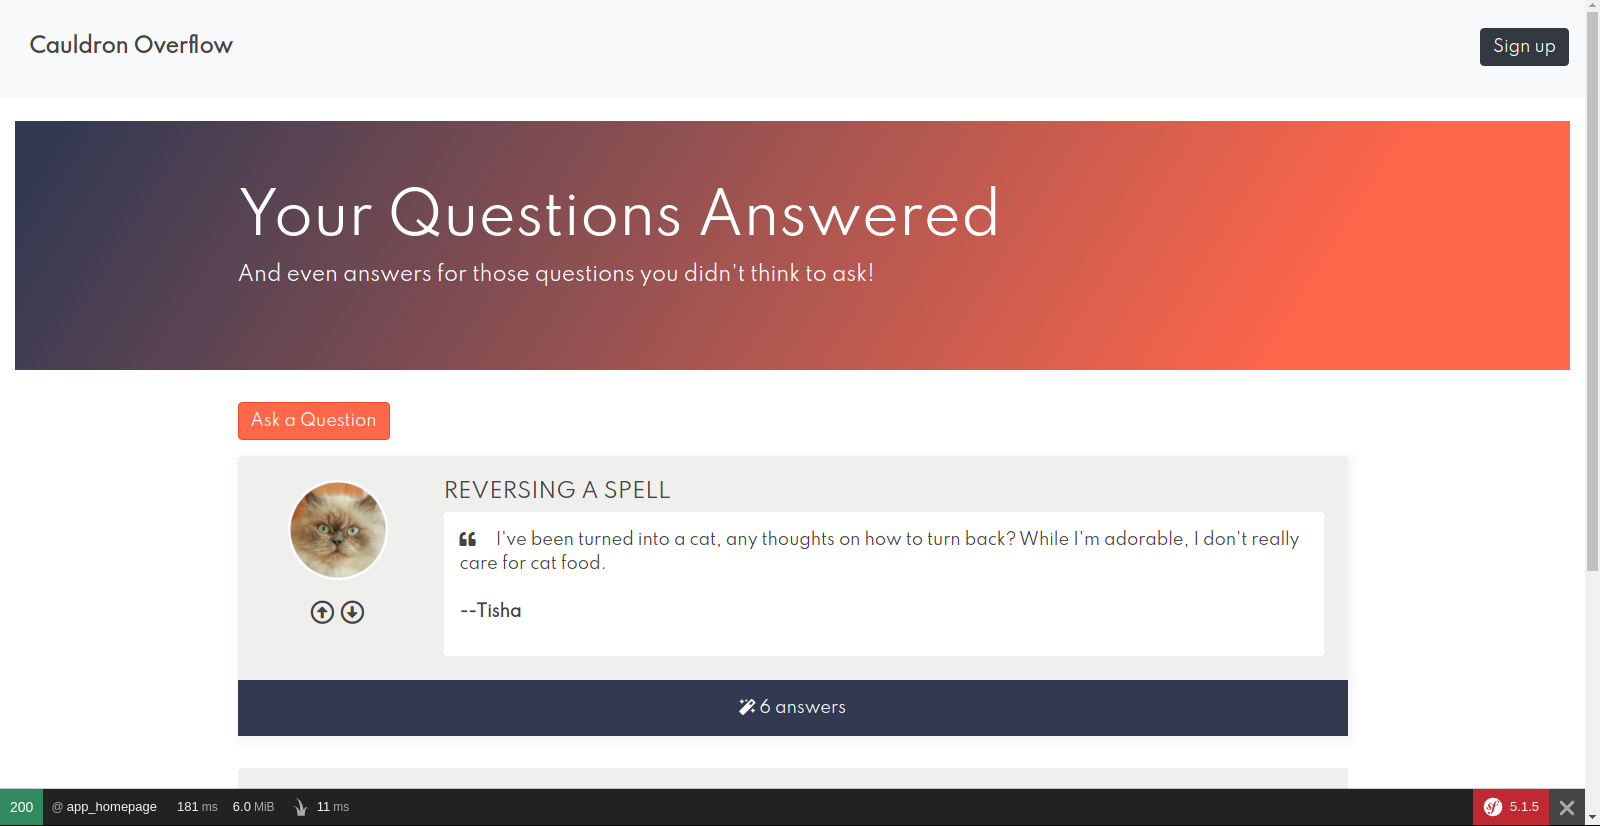 Cauldron Overflow
Sign up
Your Questions Answered
And even answers for those questions you didn't think to ask!
Ask a Question
REVERSING A SPELL
I've been turned into a cat, any thoughts on how to turn back? While I'm adorable, I don't really
care for cat food.
--Tisha
6 answers
200 @ app_homepage 181 ms 6.0 MiB 11 ms sf 5.1.5